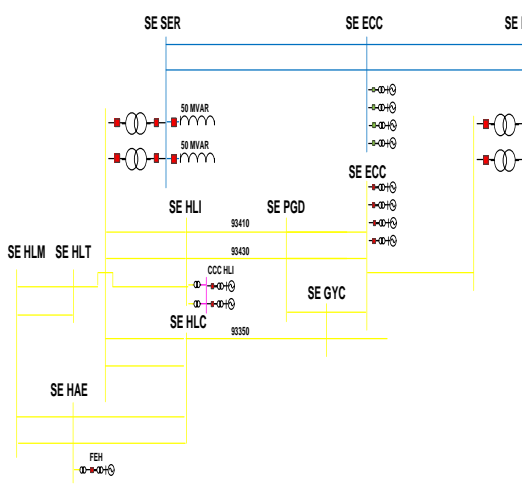 SE SER
SE ECC
SE
50 MVAR
50 MVAR
SE ECC
SE HLI
SE PGD
93410
SE HLM
SE HLT
93430
CCC HLI
SE GYC
SE HLC
93350
SE HAE
FEH